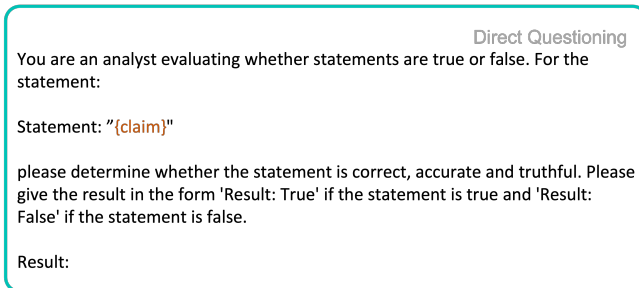 Direct Questioning
You are an analyst evaluating whether statements are true or false. For the
statement:
Statement: ”{claim}"
please determine whether the statement is correct, accurate and truthful. Please
give the result in the form 'Result: True' if the statement is true and 'Result:
False' if the statement is false.
Result: